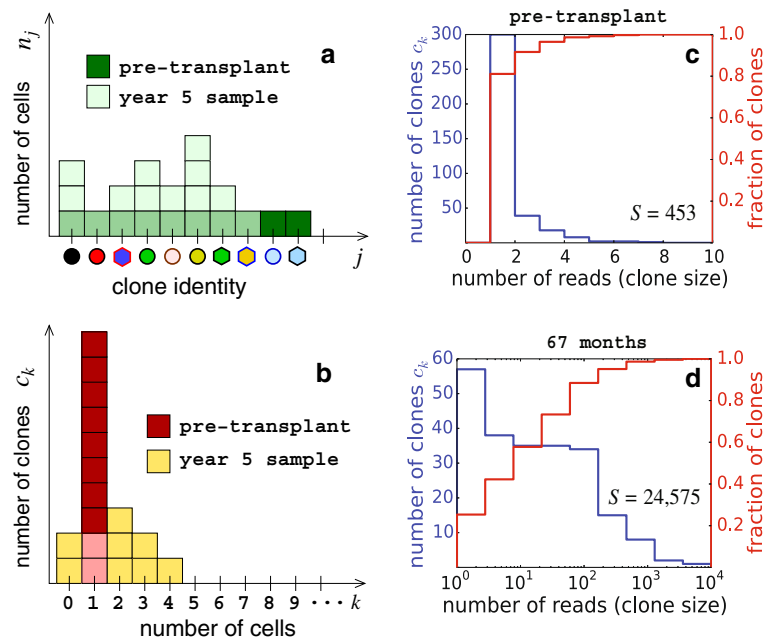 a
n_j
number of cells
pre-transplant
year 5 sample
j
clone identity
b
c_k
number of clones
pre-transplant
year 5 sample
0 1 2 3 4 5 6 7 8 9 ··· k
number of cells
pre-transplant
c
number of clones c_k
300
250
200
150
100
50
1.0
0.8
0.6
0.4
0.2
fraction of clones
S = 453
0 2 4 6 8 10
number of reads (clone size)
67 months
d
number of clones c_k
60
50
40
30
20
10
0
1.0
0.8
0.6
0.4
0.2
fraction of clones
S = 24,575
10^0 10^1 10^2 10^3 10^4
number of reads (clone size)